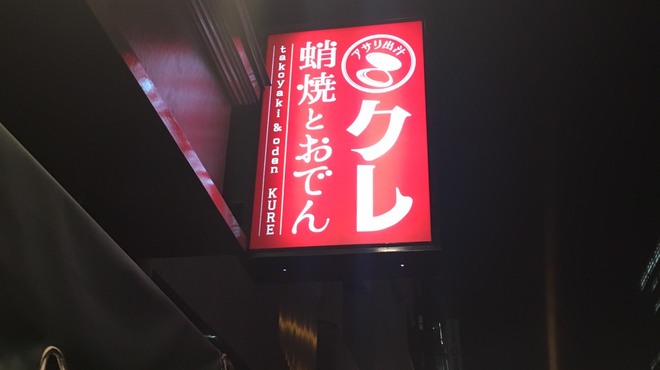 アサリ出汁
クレ
蛸焼とおでん
takoyaki & oden KURE